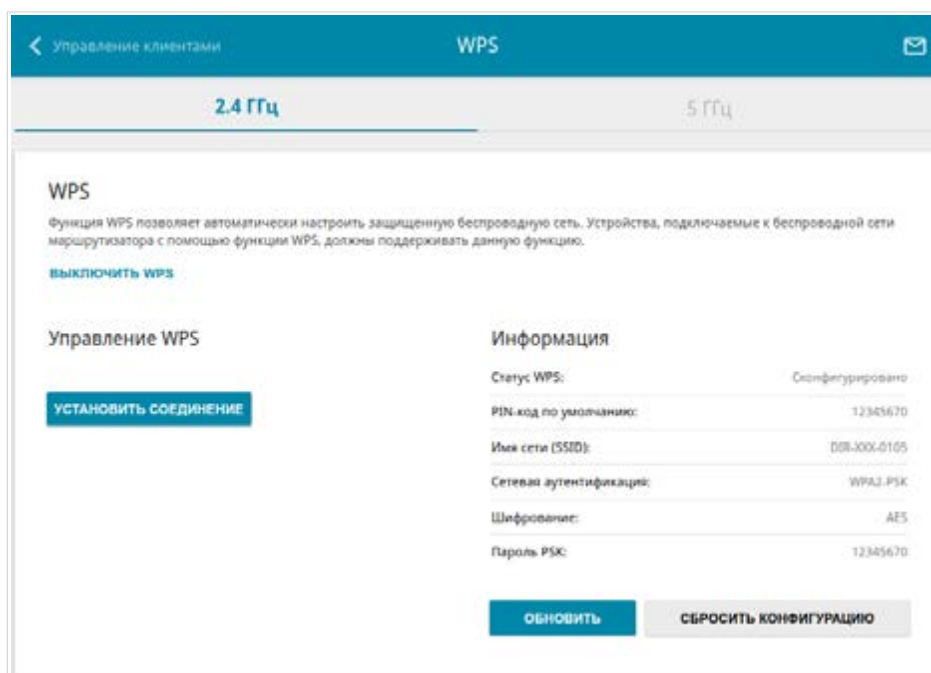 Управление клиентами
WPS
2.4 ГГц
5 ГГц
WPS
Функция WPS позволяет автоматически настроить защищенную беспроводную сеть. Устройства, подключаемые к беспроводной сети
маршрутизатора с помощью функции WPS, должны поддерживать данную функцию.
ВЫКЛЮЧИТЬ WPS
Управление WPS
УСТАНОВИТЬ СОЕДИНЕНИЕ
Информация
Статус WPS: Сконфигурировано
PIN-код по умолчанию: 12345670
Имя сети (SSID): DIR-XXX-0105
Сетевая аутентификация: WPA2-PSK
Шифрование: AES
Пароль PSK: 12345670
ОБНОВИТЬ
СБРОСИТЬ КОНФИГУРАЦИЮ